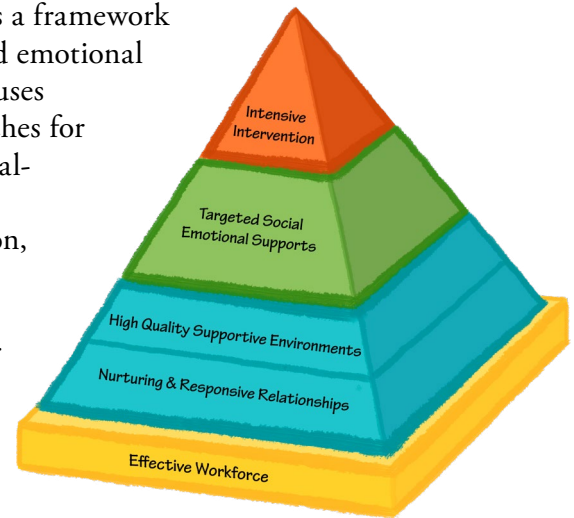 s a framework
d emotional
uses
hes for
al-
on,
.
Intensive
Intervention
Targeted Social
Emotional Supports
High Quality Supportive Environments
Nurturing & Responsive Relationships
Effective Workforce